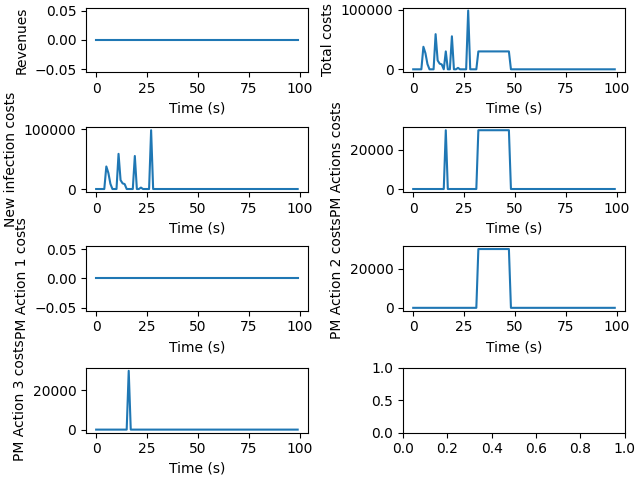 Revenues
0.05
0.00
−0.05
0 25 50 75 100
Time (s)
Total costs
100000
0
0 25 50 75 100
Time (s)
New infection costs
100000
0
0 25 50 75 100
Time (s)
PM Actions costs
20000
0
0 25 50 75 100
Time (s)
PM Action 1 costs
0.05
0.00
−0.05
0 25 50 75 100
Time (s)
PM Action 2 costs
20000
0
0 25 50 75 100
Time (s)
PM Action 3 costs
20000
0
0 25 50 75 100
Time (s)
1.0
0.5
0.0
0.0 0.2 0.4 0.6 0.8 1.0